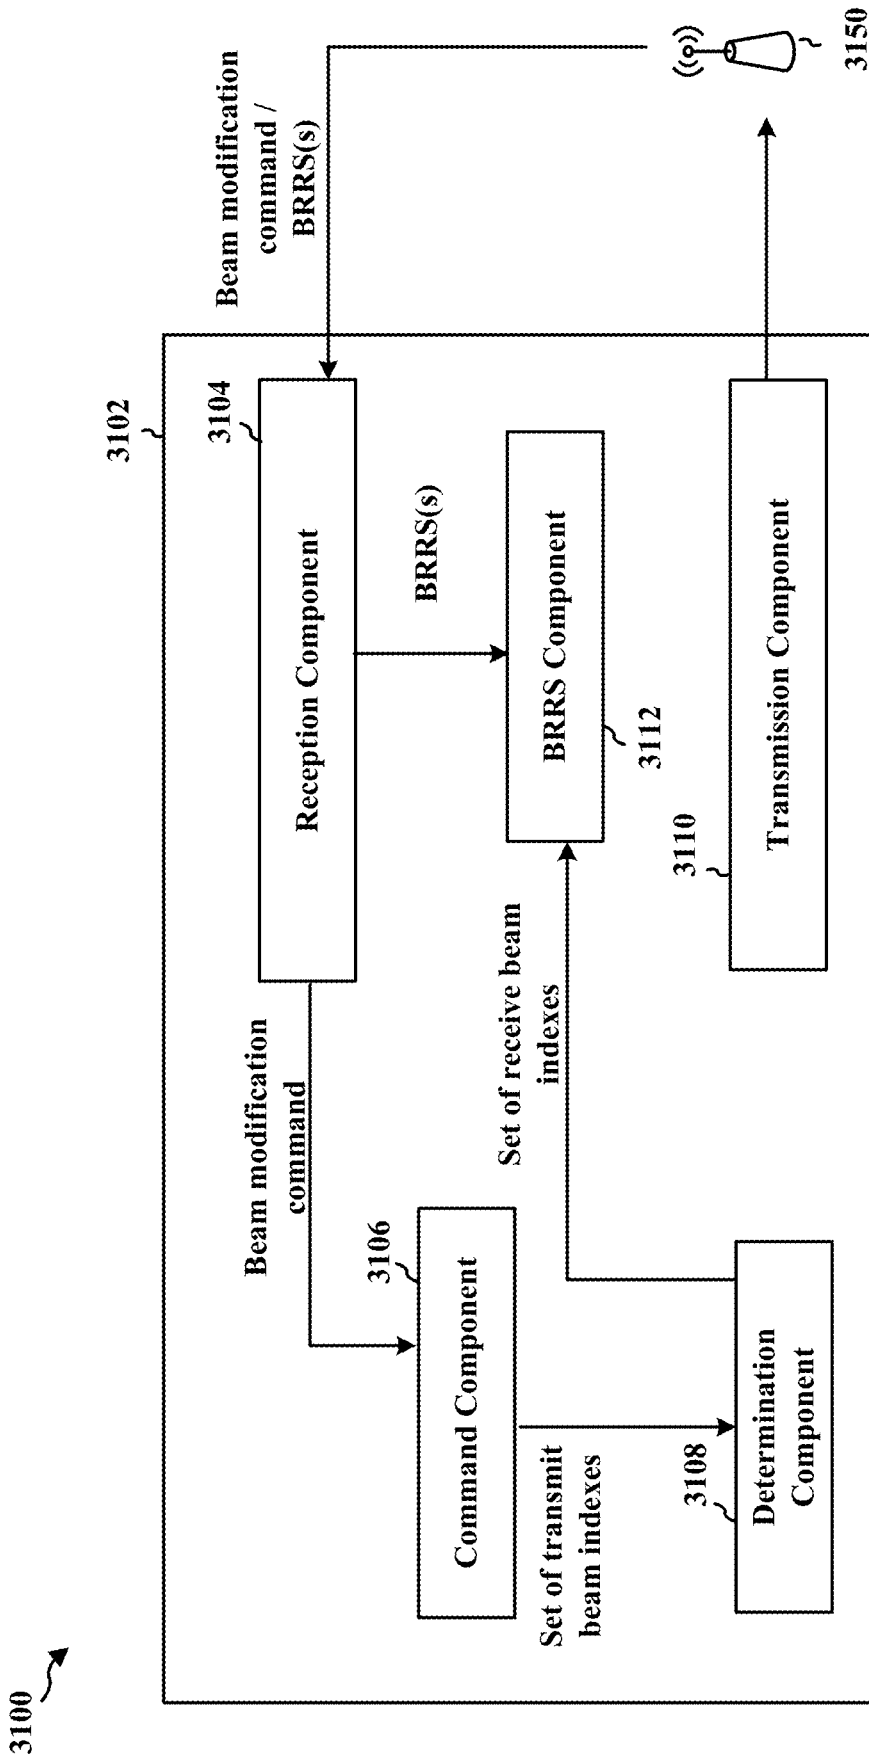 3100
3102
Beam modification
command /
BRRS(s)
3104
Reception Component
Beam modification
command
BRRS(s)
3106
Command Component
BRRS Component
3112
Set of receive beam
indexes
Set of transmit
beam indexes
3108
Determination
Component
3110
Transmission Component
3150